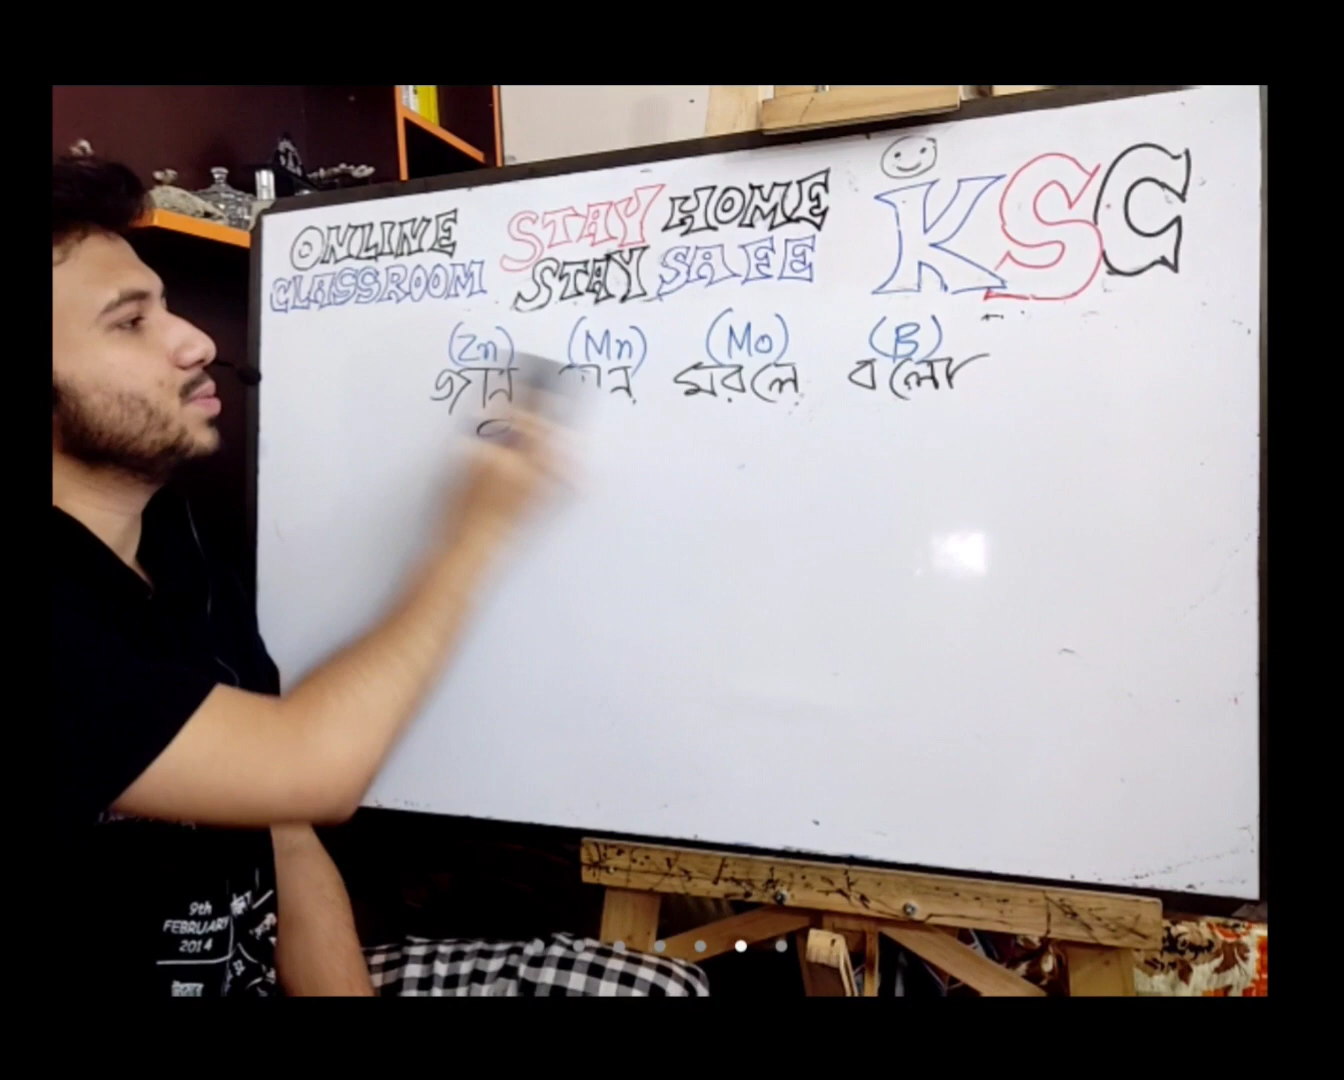 ONLINE STAY HOME KSC
CLASSROOM STAY SAFE
(Zn) (Mn) (Mo) (B)
জান মরলে বলো
9th
FEBRUARY
2014